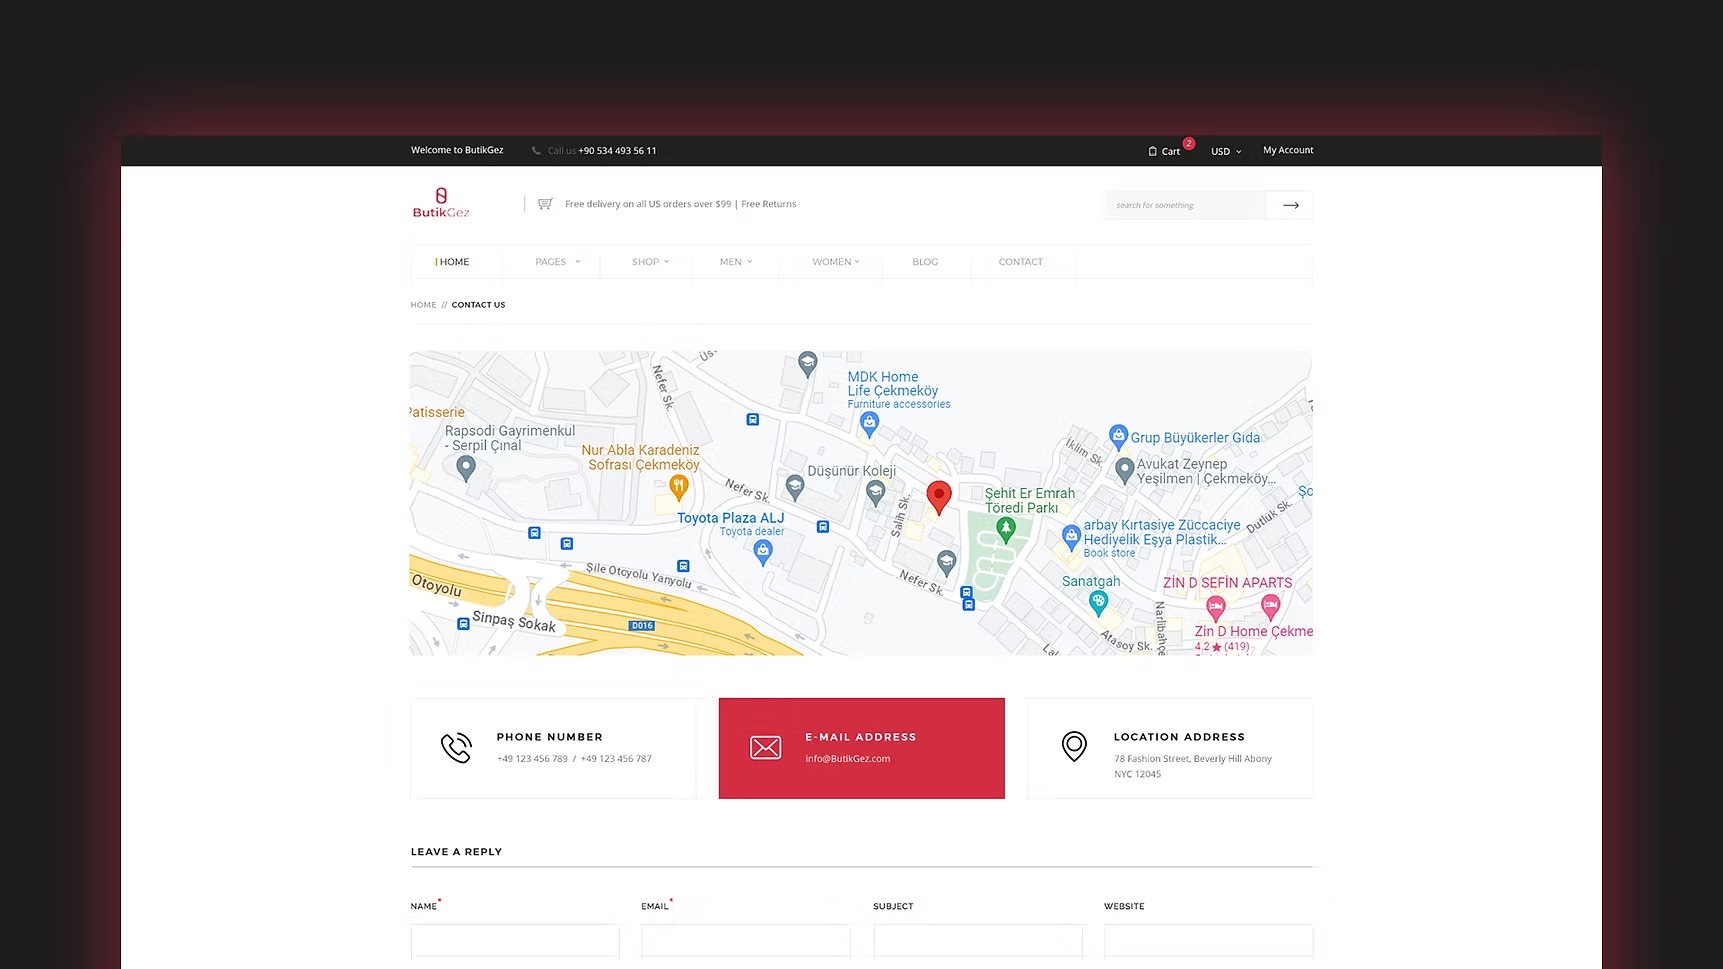 Welcome to ButikGez
Call us +90 534 493 56 11
Cart 2
USD
My Account
ButikGez
Free delivery on all US orders over $99 | Free Returns
search for something
HOME
PAGES
SHOP
MEN
WOMEN
BLOG
CONTACT
HOME // CONTACT US
Nefer Sk.
MDK Home
Life Çekmeköy
Furniture accessories
Patisserie
Rapsodi Gayrimenkul
- Serpil Çınal
Nur Abla Karadeniz
Sofrası Çekmeköy
Düşünür Koleji
Nefer Sk.
Salih Sk.
Iklim Sk.
Grup Büyükerler Gıda
Avukat Zeynep
Yeşilmen | Çekmeköy...
Şehit Er Emrah
Töredi Parkı
Toyota Plaza ALJ
Toyota dealer
arbay Kırtasiye Züccaciye
Hediyelik Eşya Plastik...
Book store
Dutluk Sk.
Şile Otoyolu Yanyolu
Nefer Sk.
Sanatgah
ZİN D SEFİN APARTS
Otoyolu
Sinpaş Sokak
D016
Atasoy Sk.
Zin D Home Çekme
4.2 ★ (419)
PHONE NUMBER
+49 123 456 789 / +49 123 456 787
E-MAIL ADDRESS
info@ButikGez.com
LOCATION ADDRESS
78 Fashion Street, Beverly Hill Abony
NYC 12045
LEAVE A REPLY
NAME*
EMAIL*
SUBJECT
WEBSITE